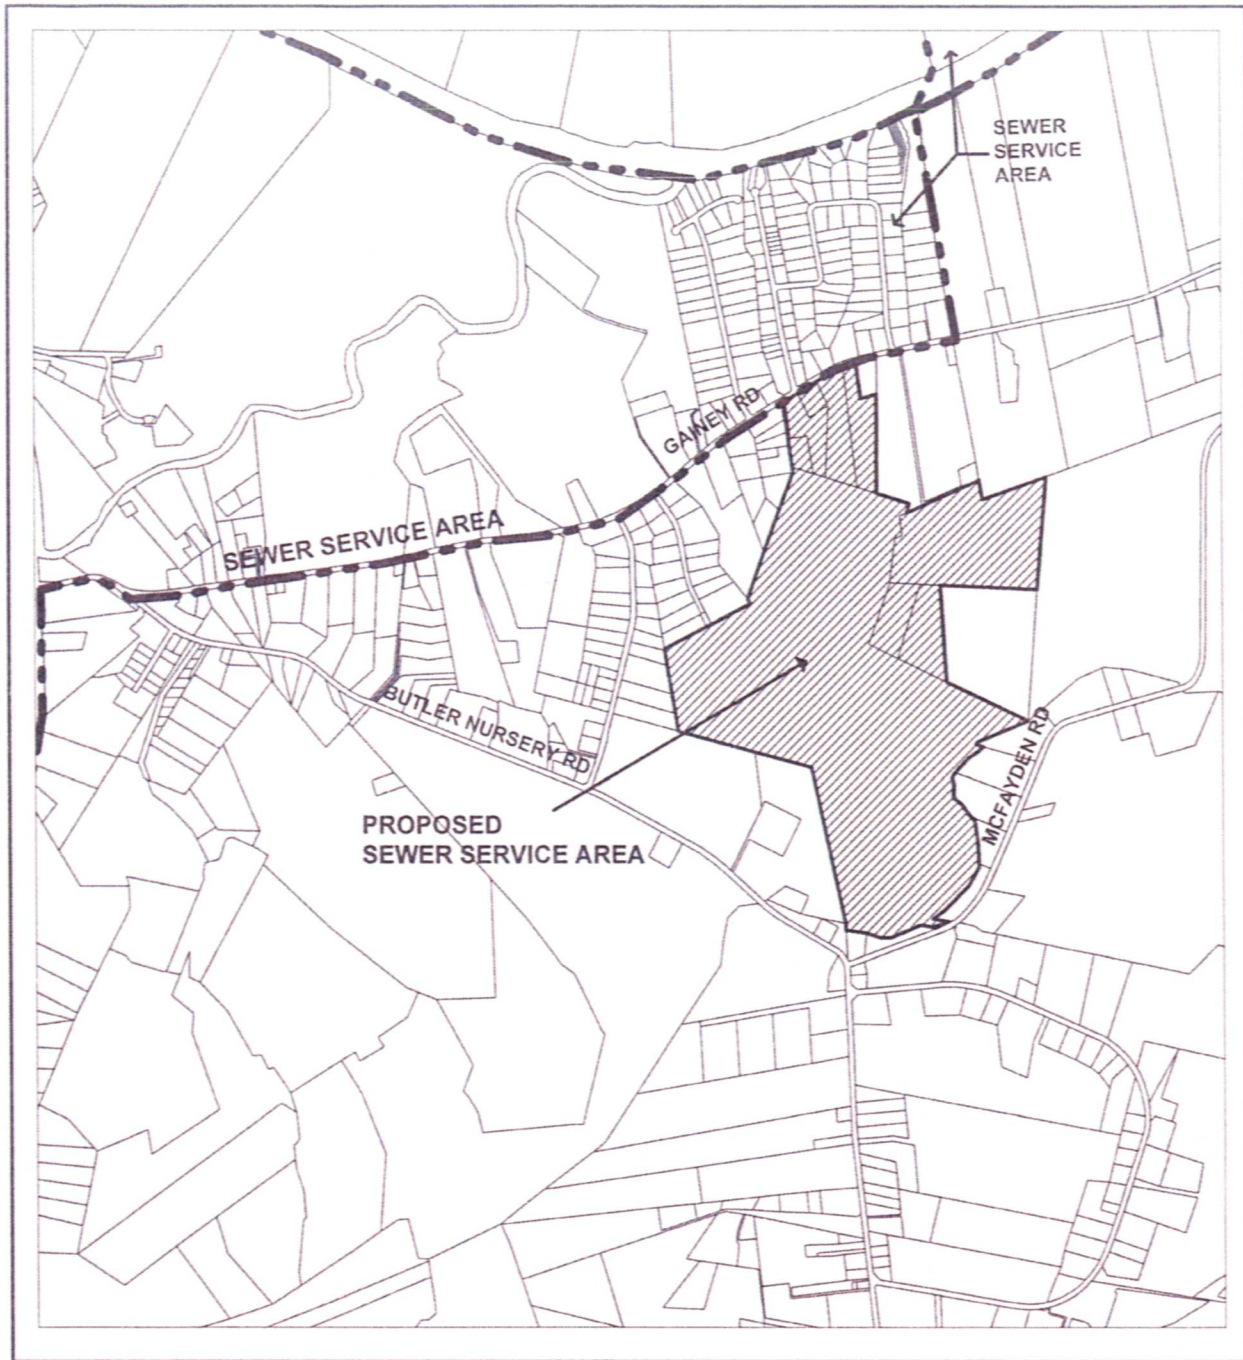 SEWER
SERVICE
AREA
GAINEY RD
SEWER SERVICE AREA
BUTLER NURSERY RD
MCFAYDEN RD
PROPOSED
SEWER SERVICE AREA